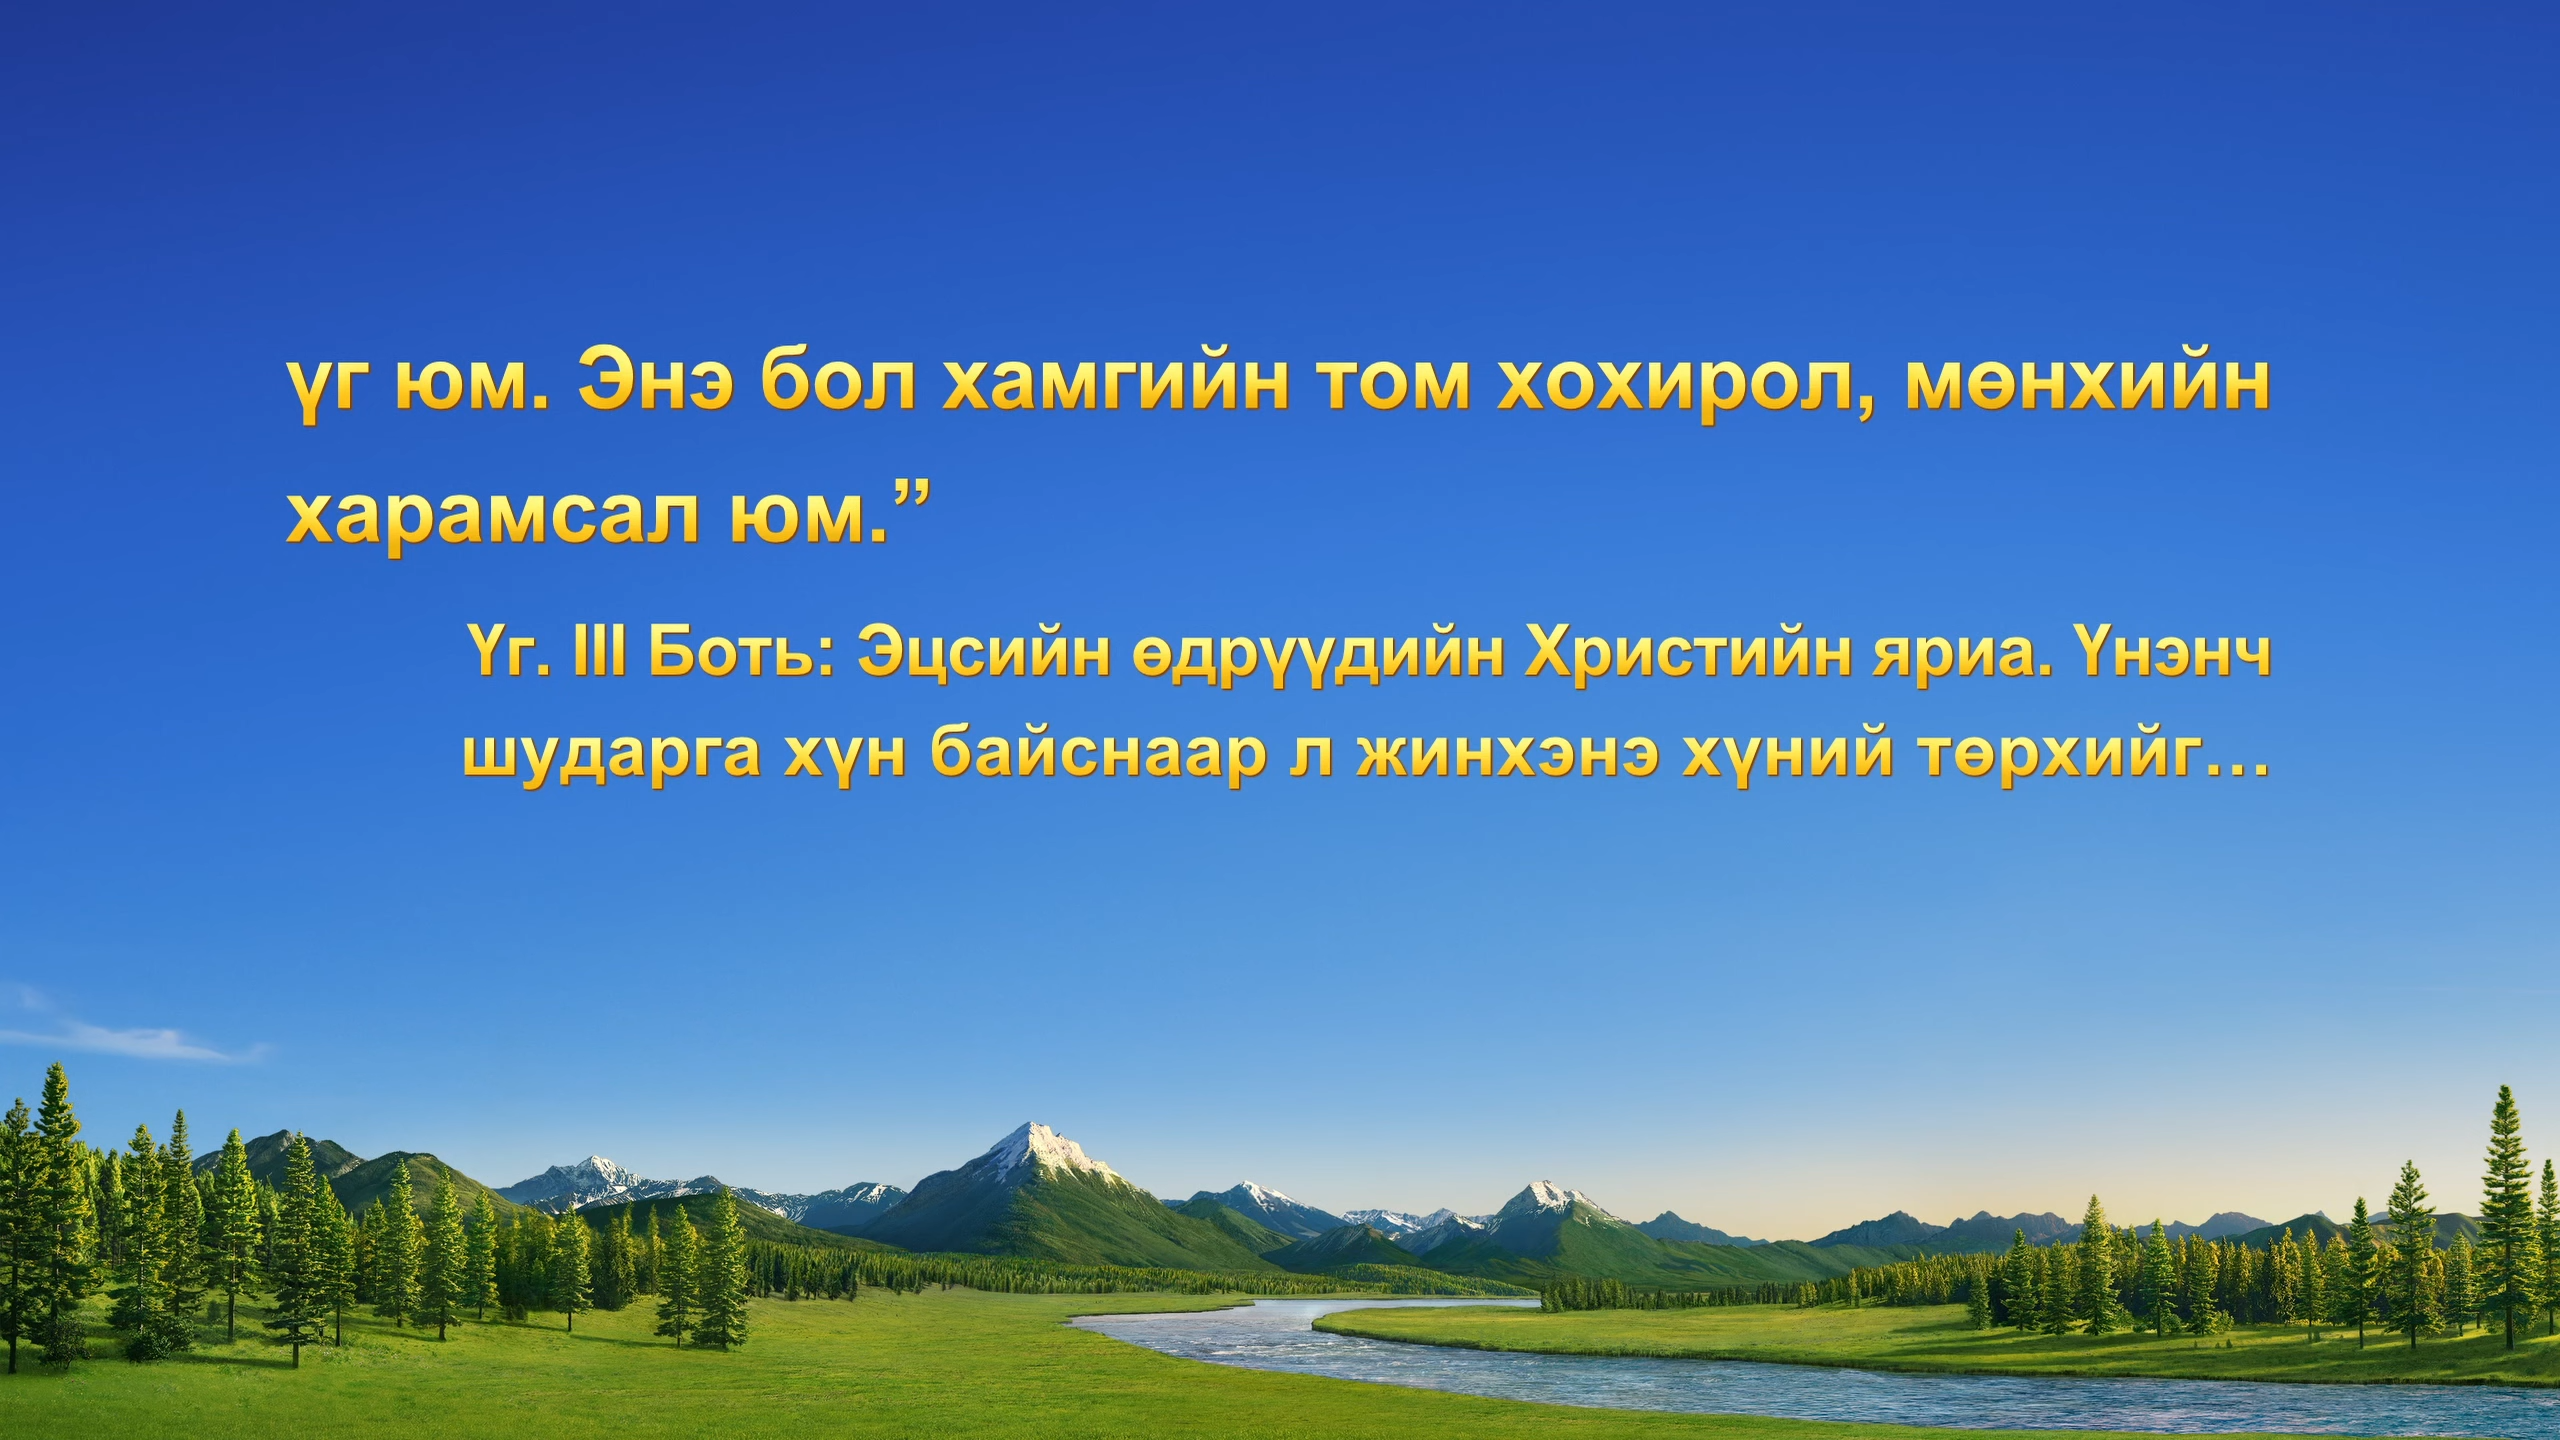 үг юм. Энэ бол хамгийн том хохирол, мөнхийн
харамсал юм.”
Үг. III Боть: Эцсийн өдрүүдийн Христийн яриа. Үнэнч
шударга хүн байснаар л жинхэнэ хүний төрхийг…